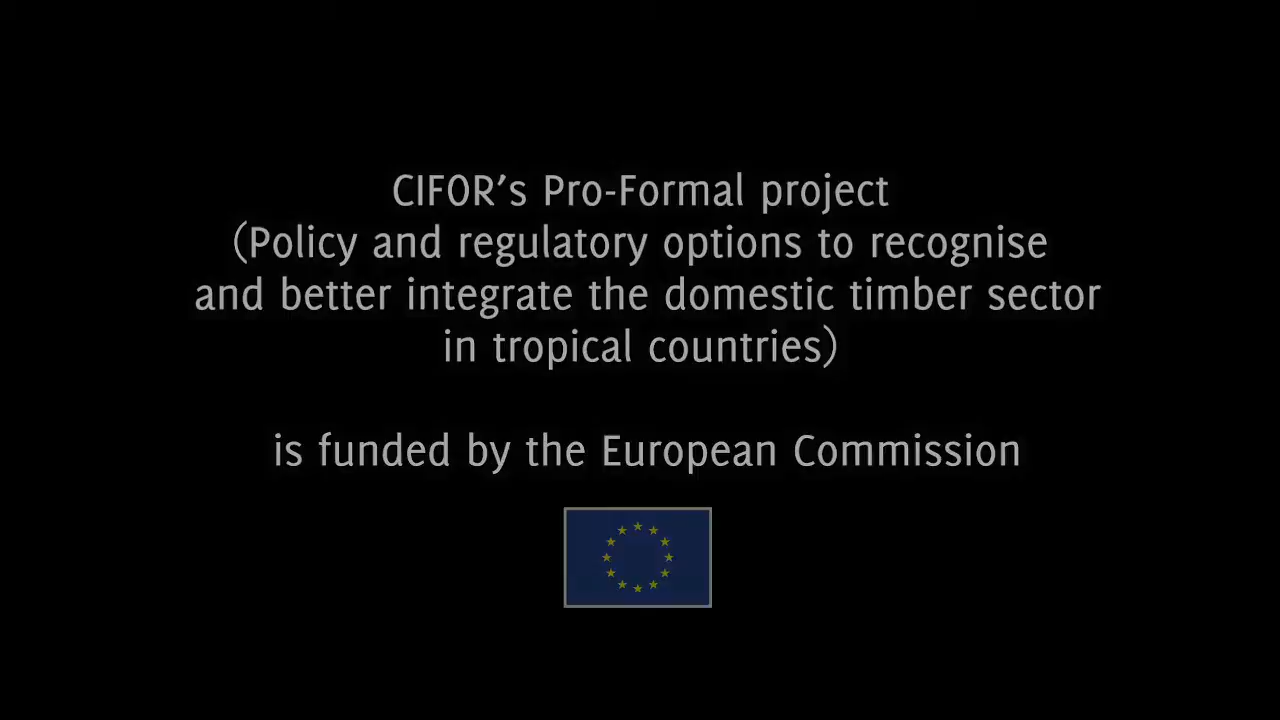 CIFOR's Pro-Formal project
(Policy and regulatory options to recognise
and better integrate the domestic timber sector
in tropical countries)
is funded by the European Commission